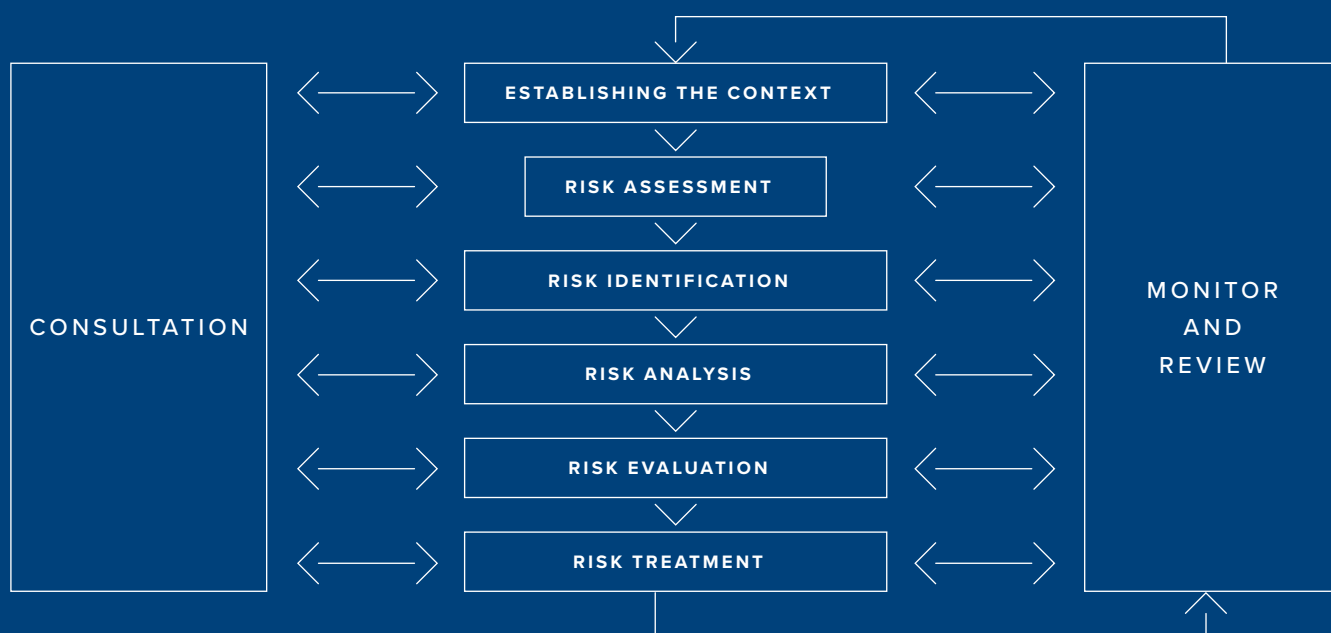 ESTABLISHING THE CONTEXT
RISK ASSESSMENT
RISK IDENTIFICATION
CONSULTATION
MONITOR
AND
REVIEW
RISK ANALYSIS
RISK EVALUATION
RISK TREATMENT